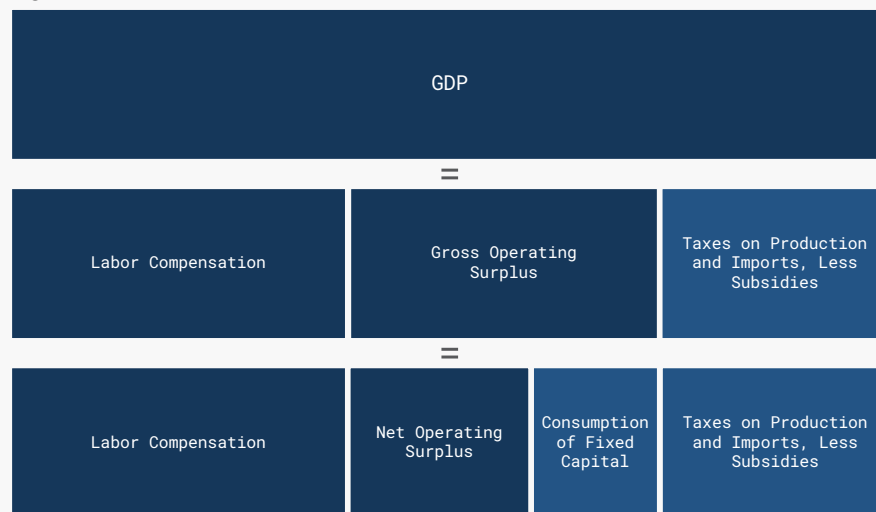 GDP
=
Labor Compensation
Gross Operating
Surplus
Taxes on Production
and Imports, Less
Subsidies
=
Labor Compensation
Net Operating
Surplus
Consumption
of Fixed
Capital
Taxes on Production
and Imports, Less
Subsidies